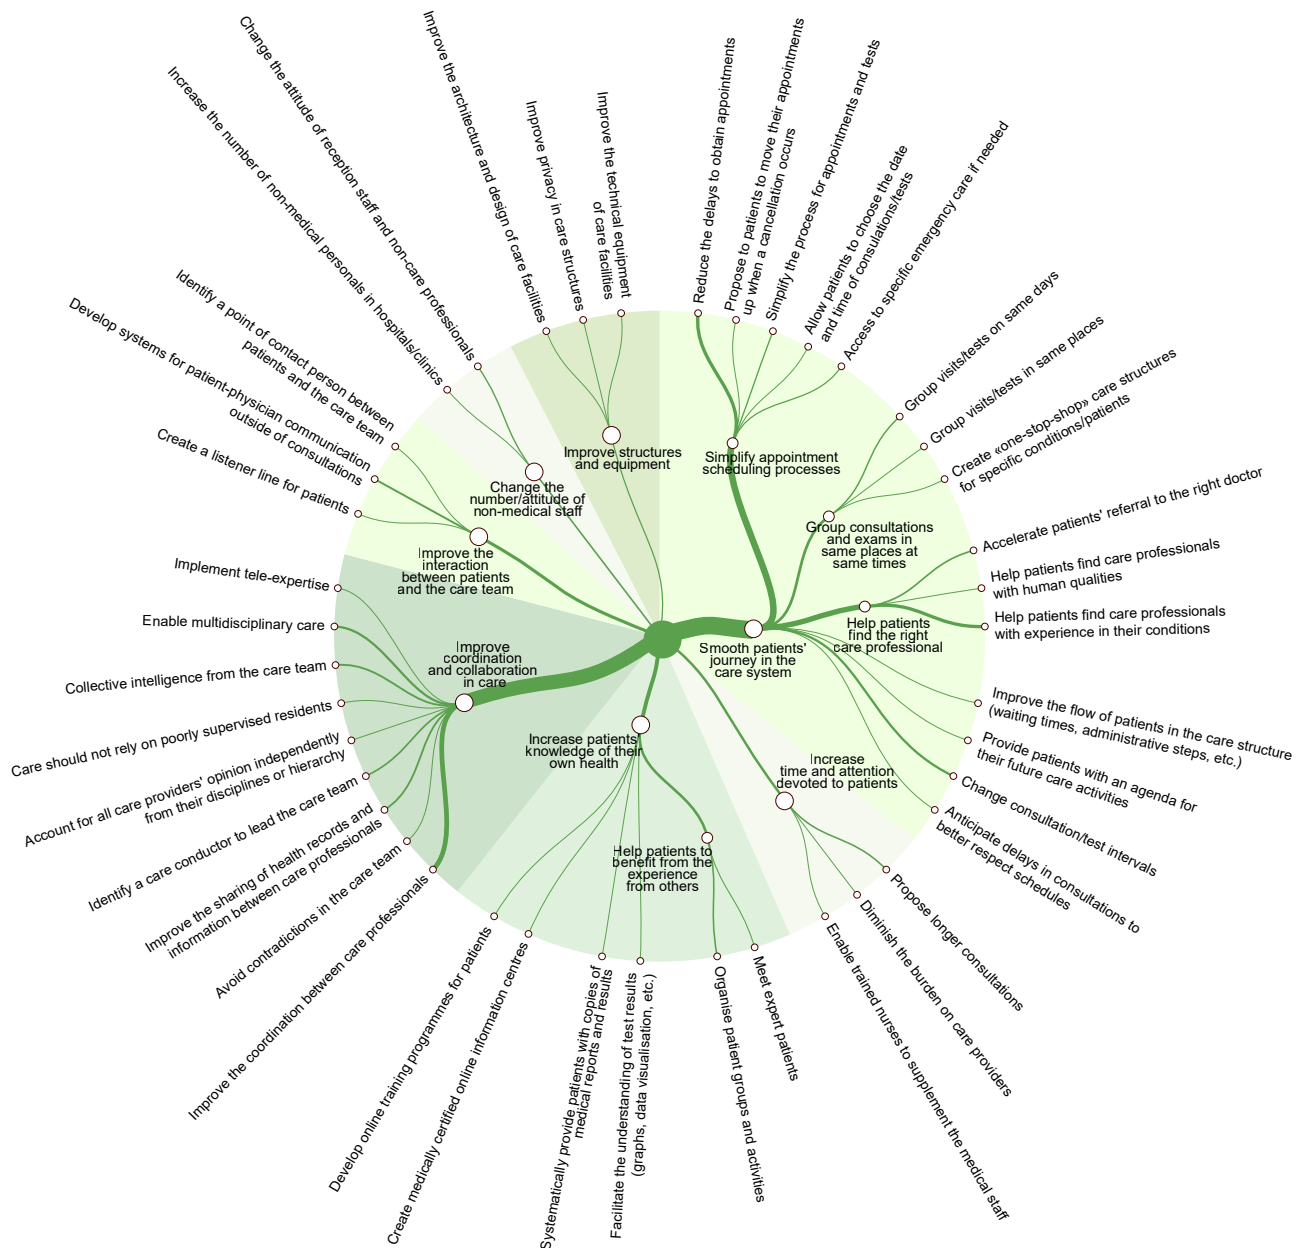 Reduce the delays to obtain appointments
Propose to patients to move their appointments
up when a cancellation occurs
Simplify the process for appointments and tests
Allow patients to choose the date
and time of consulations/tests
Access to specific emergency care if needed
Group visits/tests on same days
Group visits/tests in same places
Create «one-stop-shop» care structures
for specific conditions/patients
Accelerate patients' referral to the right doctor
Help patients find care professionals
with human qualities
Help patients find care professionals
with experience in their conditions
Improve the flow of patients in the care structure
(waiting times, administrative steps, etc.)
Provide patients with an agenda for
their future care activities
Change consultation/test intervals
Anticipate delays in consultations to
better respect schedules
Propose longer consultations
Diminish the burden on care providers
Enable trained nurses to supplement the medical staff
Meet expert patients
Organise patient groups and activities
Facilitate the understanding of test results
(graphs, data visualisation, etc.)
Systematically provide patients with copies of
medical reports and results
Create medically certified online information centres
Develop online training programmes for patients
Improve the coordination between care professionals
Avoid contradictions in the care team
Improve the sharing of health records and
information between care professionals
Identify a care conductor to lead the care team
Account for all care providers' opinion independently
from their disciplines or hierarchy
Care should not rely on poorly supervised residents
Collective intelligence from the care team
Enable multidisciplinary care
Implement tele-expertise
Create a listener line for patients
Develop systems for patient-physician communication
outside of consultations
Identify a point of contact person between
patients and the care team
Increase the number of non-medical personals in hospitals/clinics
Change the attitude of reception staff and non-care professionals
Improve the architecture and design of care facilities
Improve privacy in care structures
Improve the technical equipment
of care facilities
Simplify appointment
scheduling processes
Group consultations
and exams in
same places at
same times
Help patients
find the right
care professional
Smooth patients'
journey in the
care system
Increase
time and attention
devoted to patients
Help patients to
benefit from the
experience
from others
Increase patients'
knowledge of their
own health
Improve
coordination
and collaboration
in care
Improve the
interaction
between patients
and the care team
Change the
number/attitude of
non-medical staff
Improve structures
and equipment